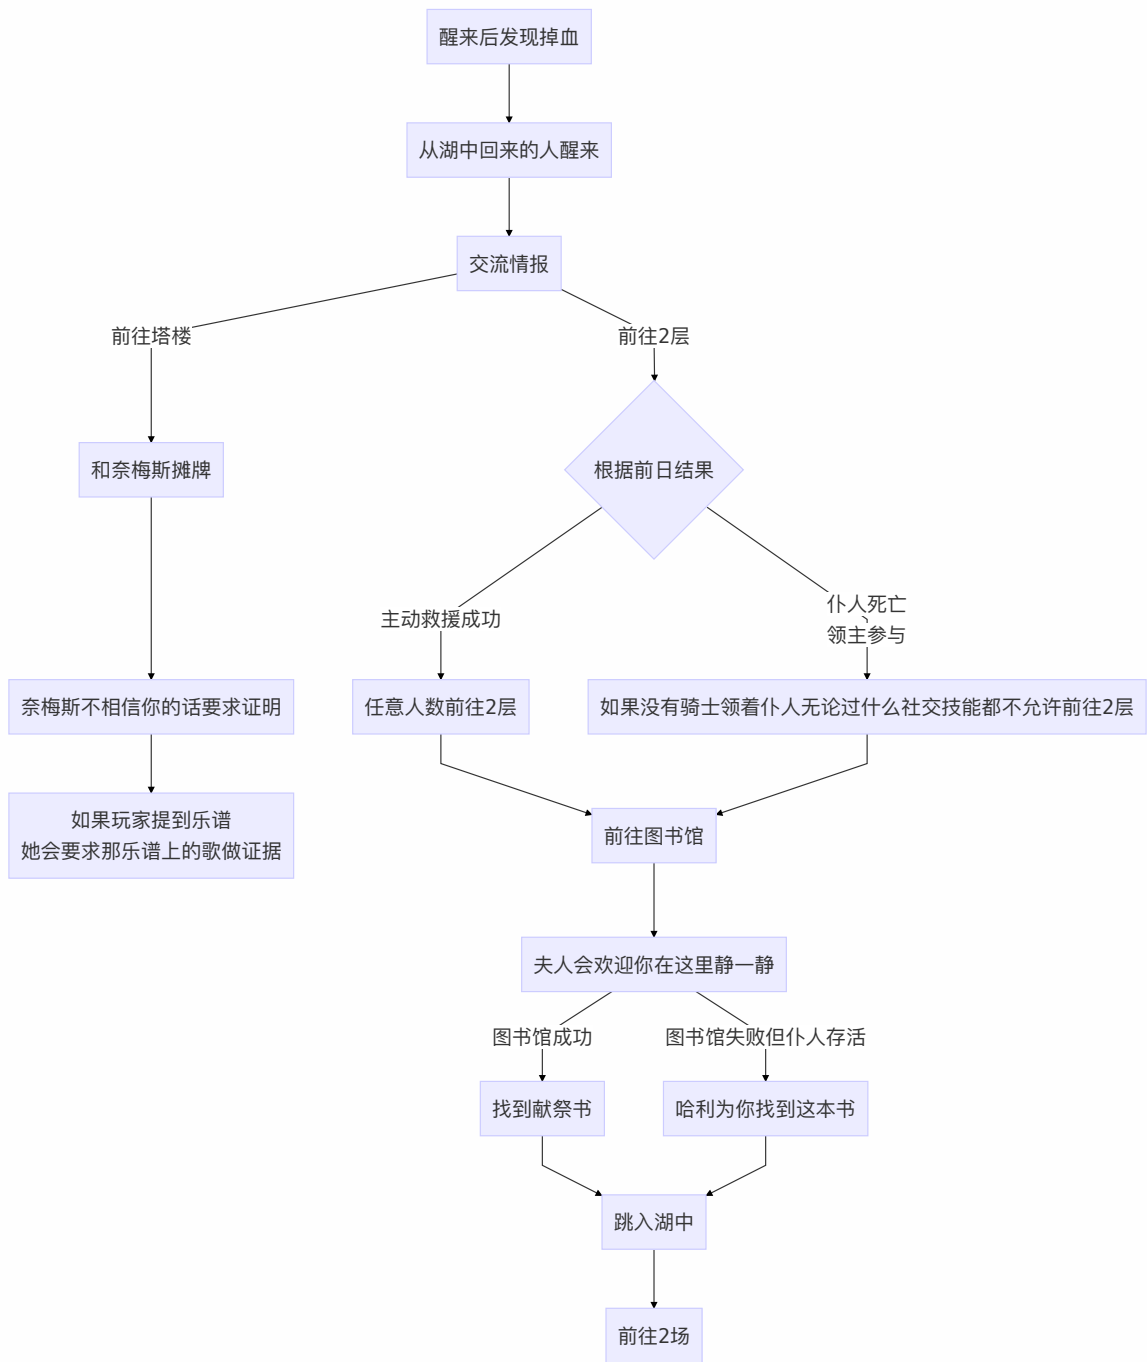 醒来后发现掉血
从湖中回来的人醒来
交流情报
前往塔楼
前往2层
和奈梅斯摊牌
根据前日结果
主动救援成功
仆人死亡
领主参与
奈梅斯不相信你的话要求证明
任意人数前往2层
如果没有骑士领着仆人无论过什么社交技能都不允许前往2层
如果玩家提到乐谱
她会要求那乐谱上的歌做证据
前往图书馆
夫人会欢迎你在这里静一静
图书馆成功
图书馆失败但仆人存活
找到献祭书
哈利为你找到这本书
跳入湖中
前往2场